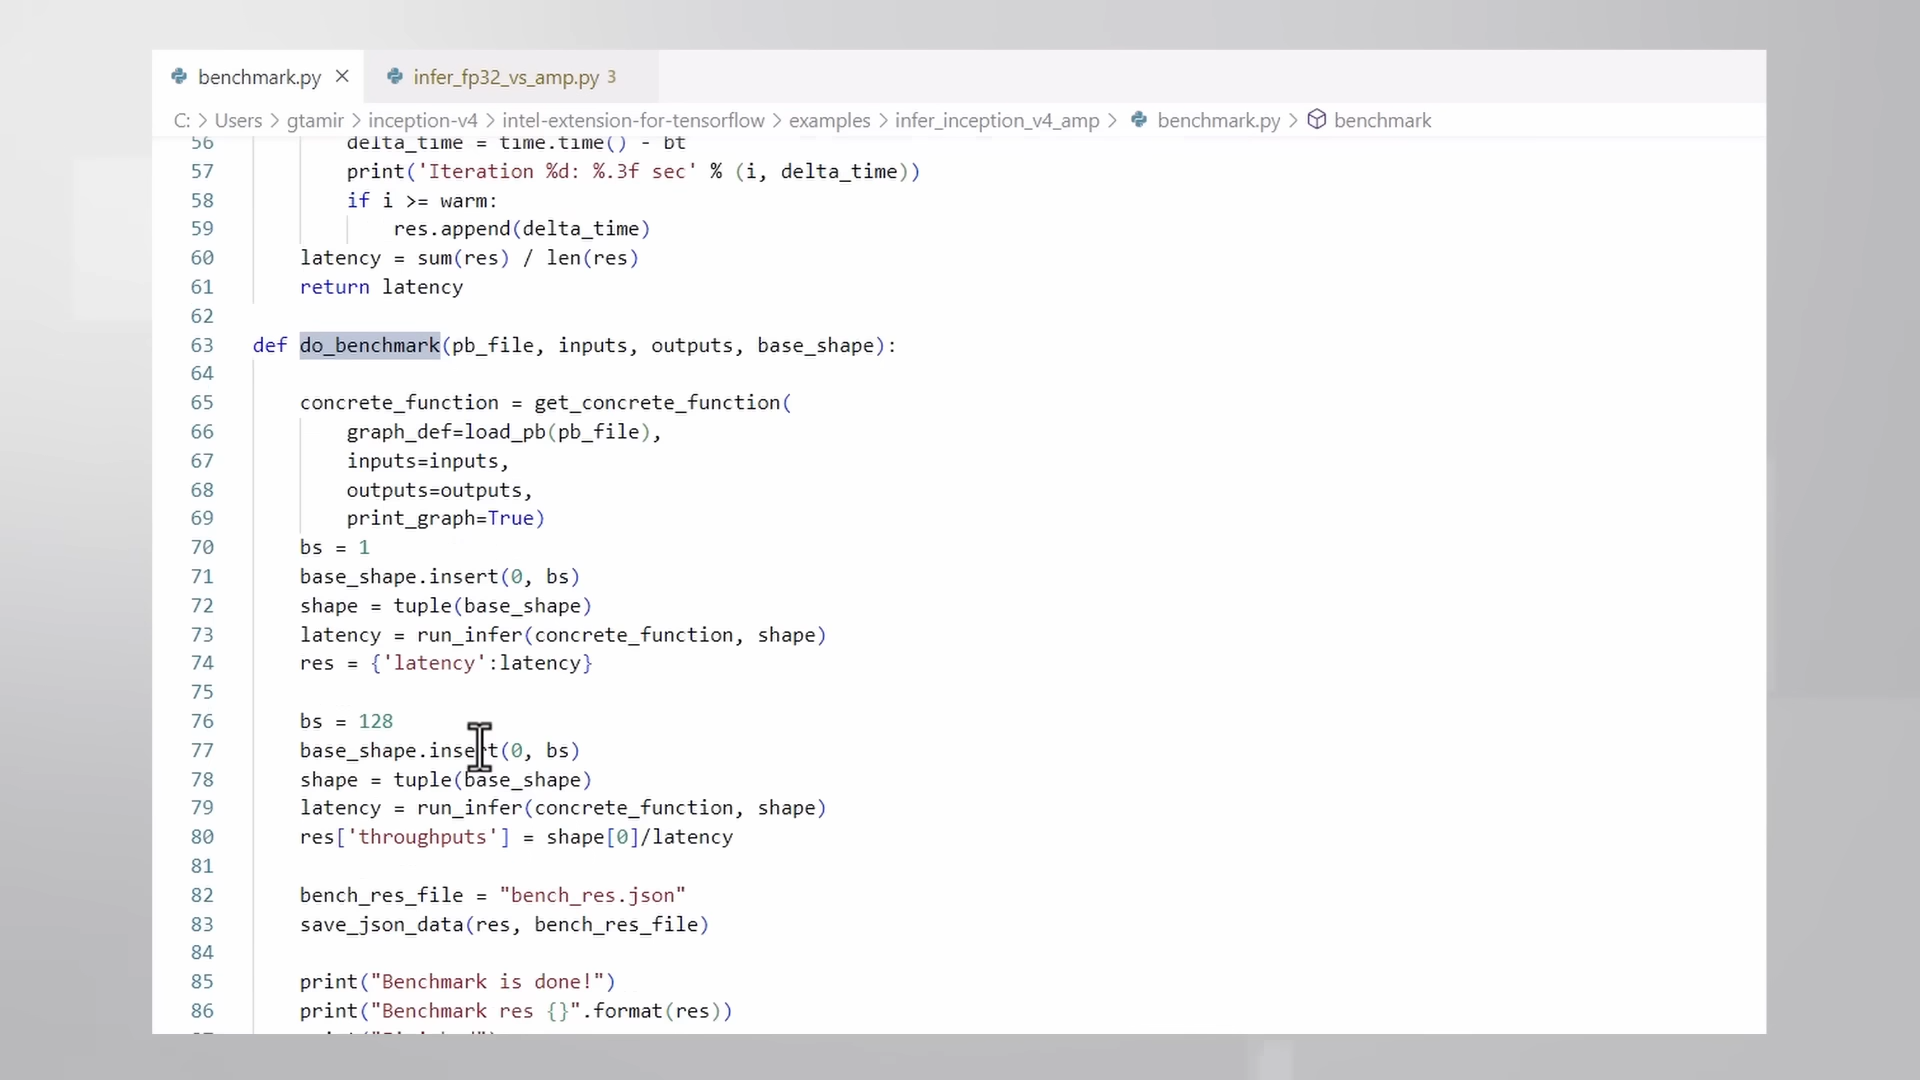 benchmark.py
infer_fp32_vs_amp.py 3
C: > Users > gtamir > inception-v4 > intel-extension-for-tensorflow > examples > infer_inception_v4_amp > benchmark.py > benchmark
56 delta_time = time.time() - bt
57 print('Iteration %d: %.3f sec' % (i, delta_time))
58 if i >= warm:
59 res.append(delta_time)
60 latency = sum(res) / len(res)
61 return latency
62
63 def do_benchmark(pb_file, inputs, outputs, base_shape):
64
65 concrete_function = get_concrete_function(
66 graph_def=load_pb(pb_file),
67 inputs=inputs,
68 outputs=outputs,
69 print_graph=True)
70 bs = 1
71 base_shape.insert(0, bs)
72 shape = tuple(base_shape)
73 latency = run_infer(concrete_function, shape)
74 res = {'latency':latency}
75
76 bs = 128
77 base_shape.insert(0, bs)
78 shape = tuple(base_shape)
79 latency = run_infer(concrete_function, shape)
80 res['throughputs'] = shape[0]/latency
81
82 bench_res_file = "bench_res.json"
83 save_json_data(res, bench_res_file)
84
85 print("Benchmark is done!")
86 print("Benchmark res {}".format(res))